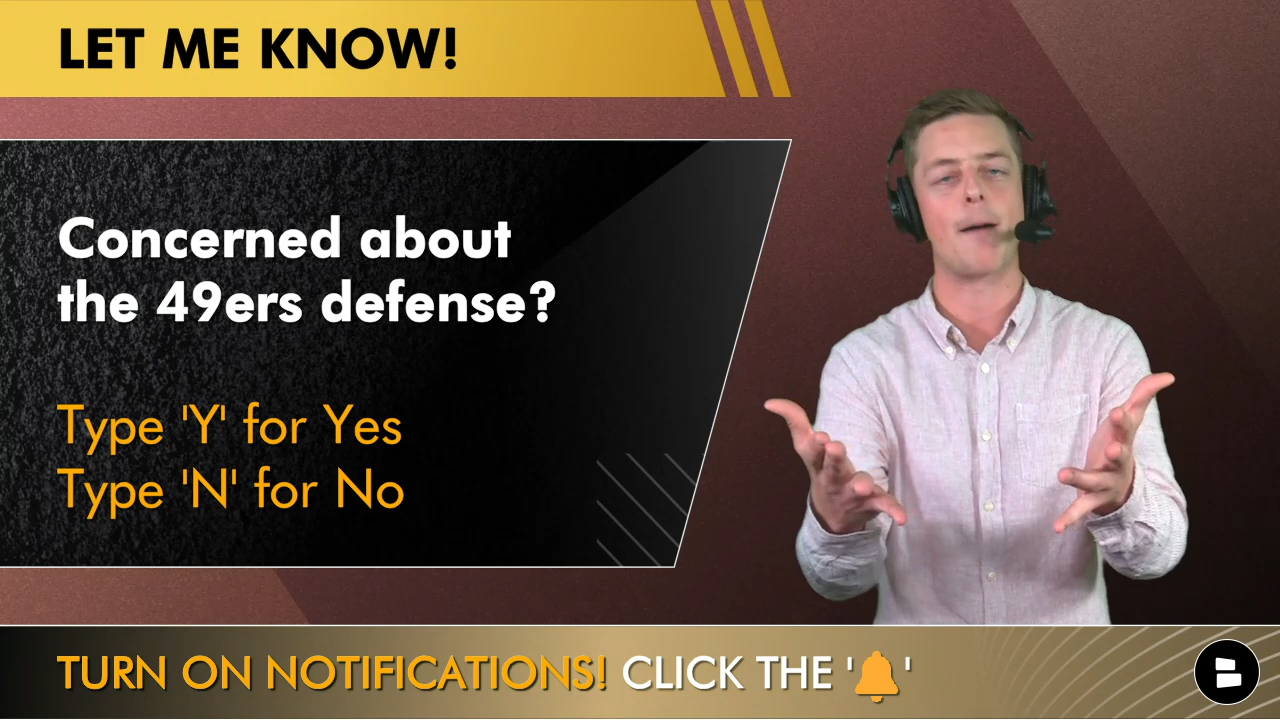 LET ME KNOW!
Concerned about
the 49ers defense?
Type 'Y' for Yes
Type 'N' for No
TURN ON NOTIFICATIONS! CLICK THE '🔔'